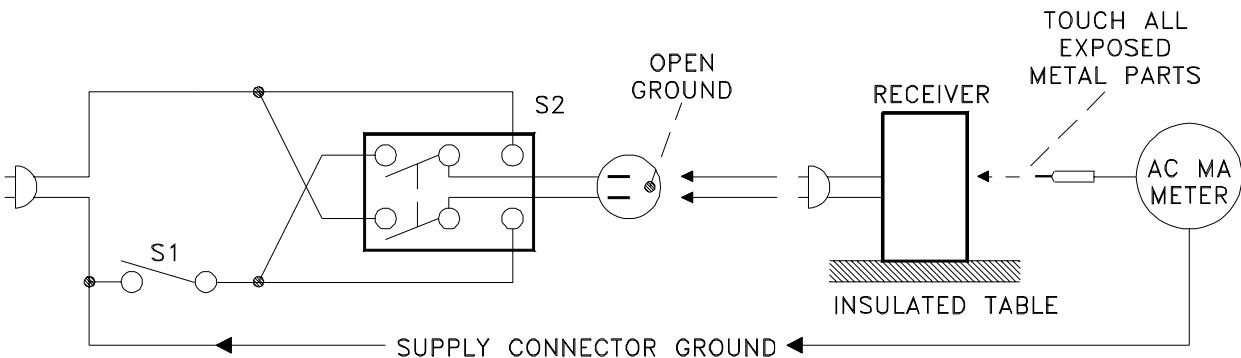 TOUCH ALL
EXPOSED
METAL PARTS
OPEN
GROUND
S2
RECEIVER
AC MA
METER
S1
INSULATED TABLE
SUPPLY CONNECTOR GROUND